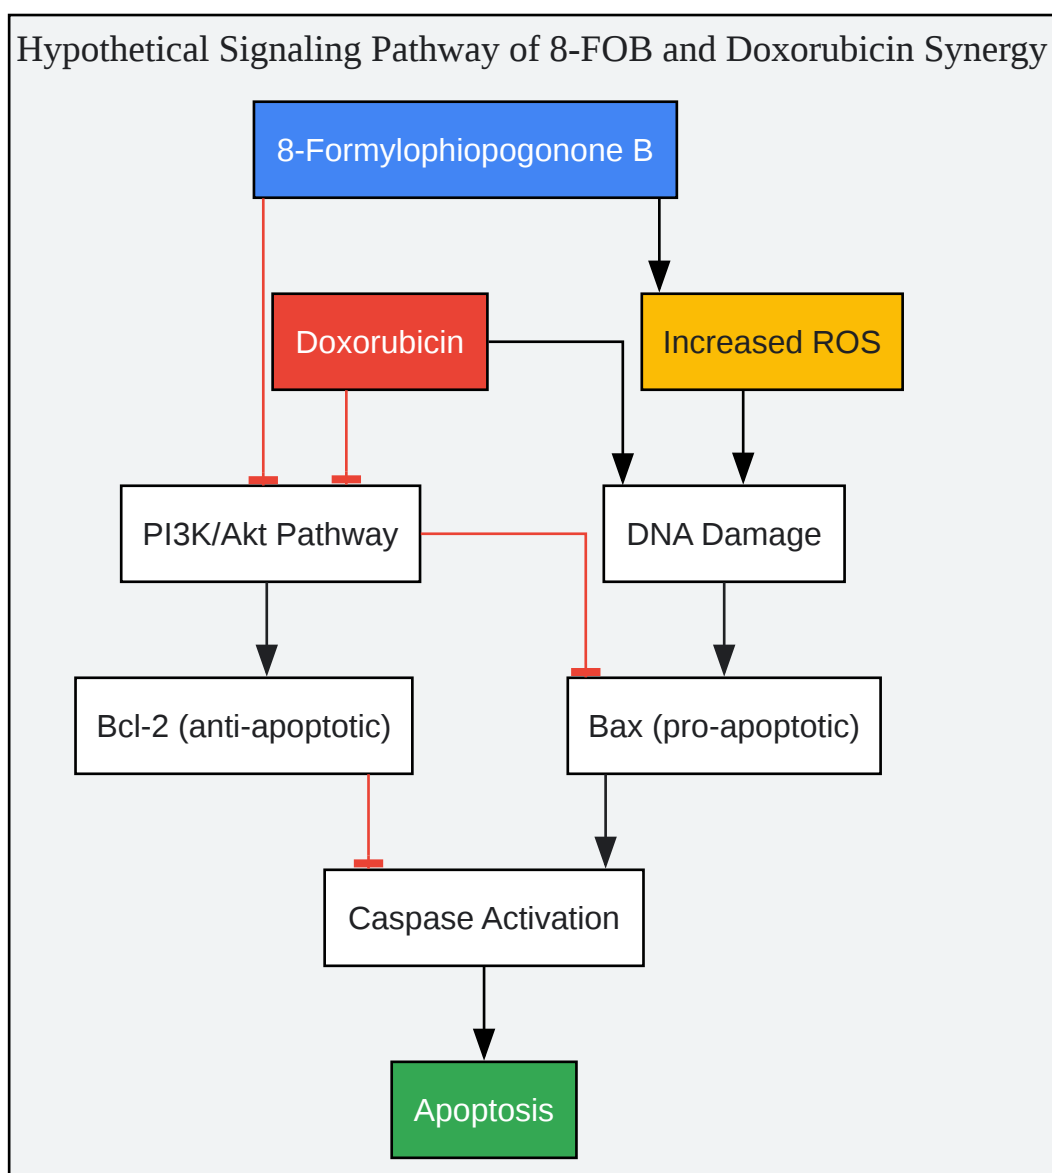 Hypothetical Signaling Pathway of 8-FOB and Doxorubicin Synergy
8-Formylophiopogonone B
Doxorubicin
Increased ROS
PI3K/Akt Pathway
DNA Damage
Bcl-2 (anti-apoptotic)
Bax (pro-apoptotic)
Caspase Activation
Apoptosis